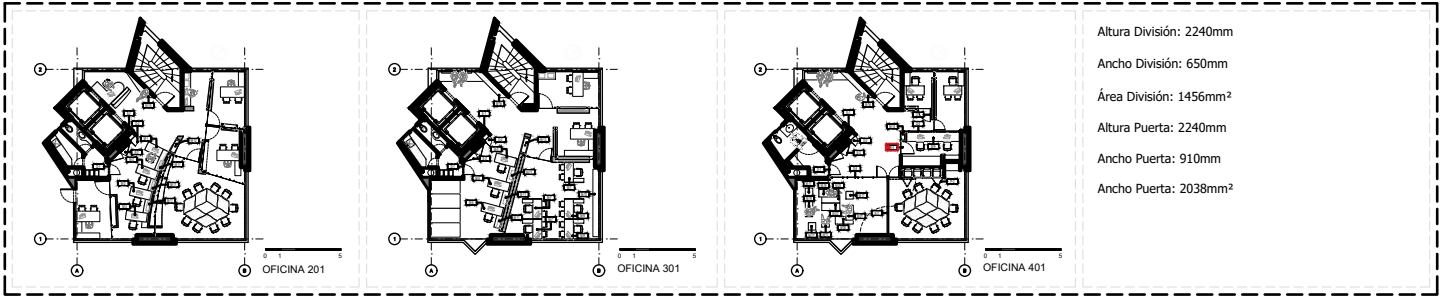 2
1
A
B
0 1 5
OFICINA 201
2
1
A
B
0 1 5
OFICINA 301
2
1
A
B
0 1 5
OFICINA 401
Altura División: 2240mm
Ancho División: 650mm
Área División: 1456mm²
Altura Puerta: 2240mm
Ancho Puerta: 910mm
Ancho Puerta: 2038mm²